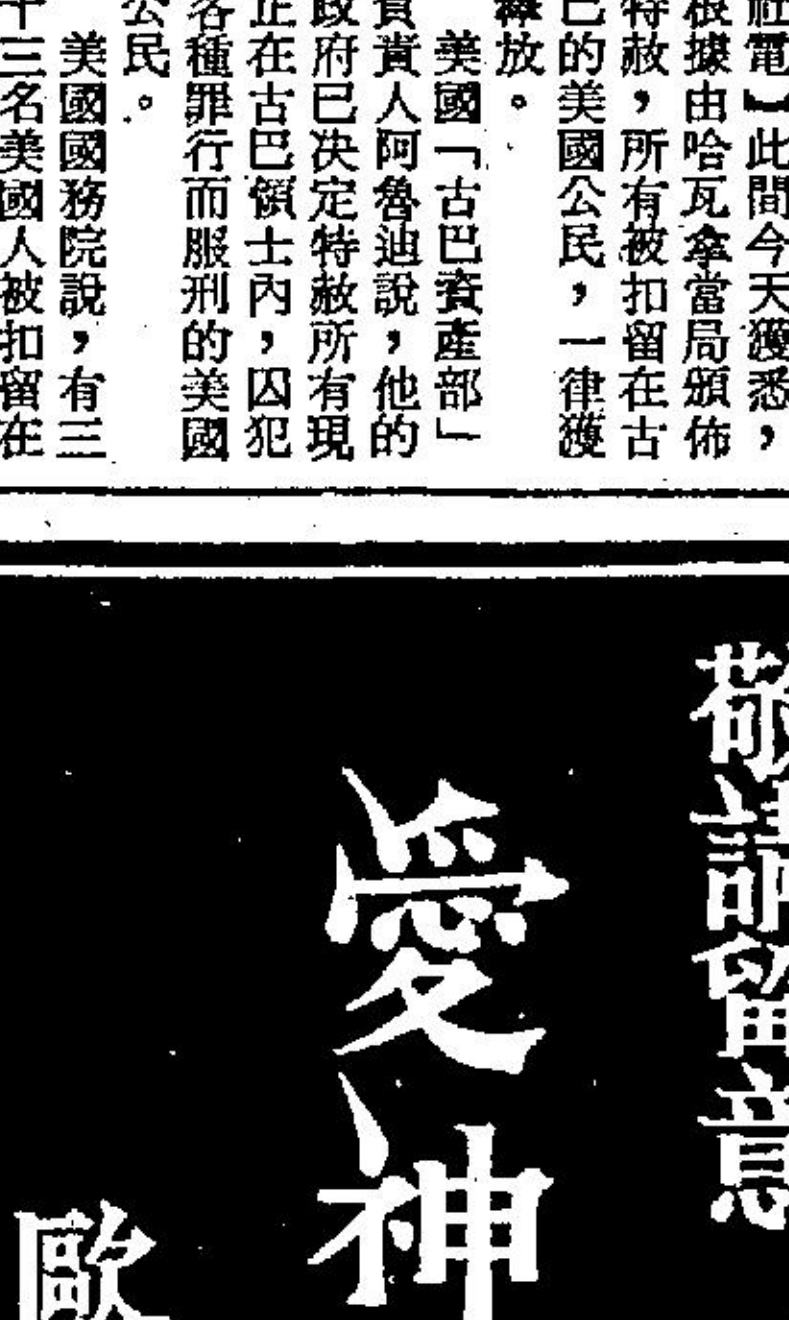 社電】此間今天獲悉，
根據由哈瓦拿當局頒佈
特赦，所有被扣留在古
巴的美國公民，一律獲
釋放。
美國「古巴資產部」
負責人阿魯迪說，他的
政府已決定特赦所有現
正在古巴領士內，囚犯
各種罪行而服刑的美國
公民。
美國國務院說，有三
十三名美國人被扣留在
敬請留意
愛神
歐